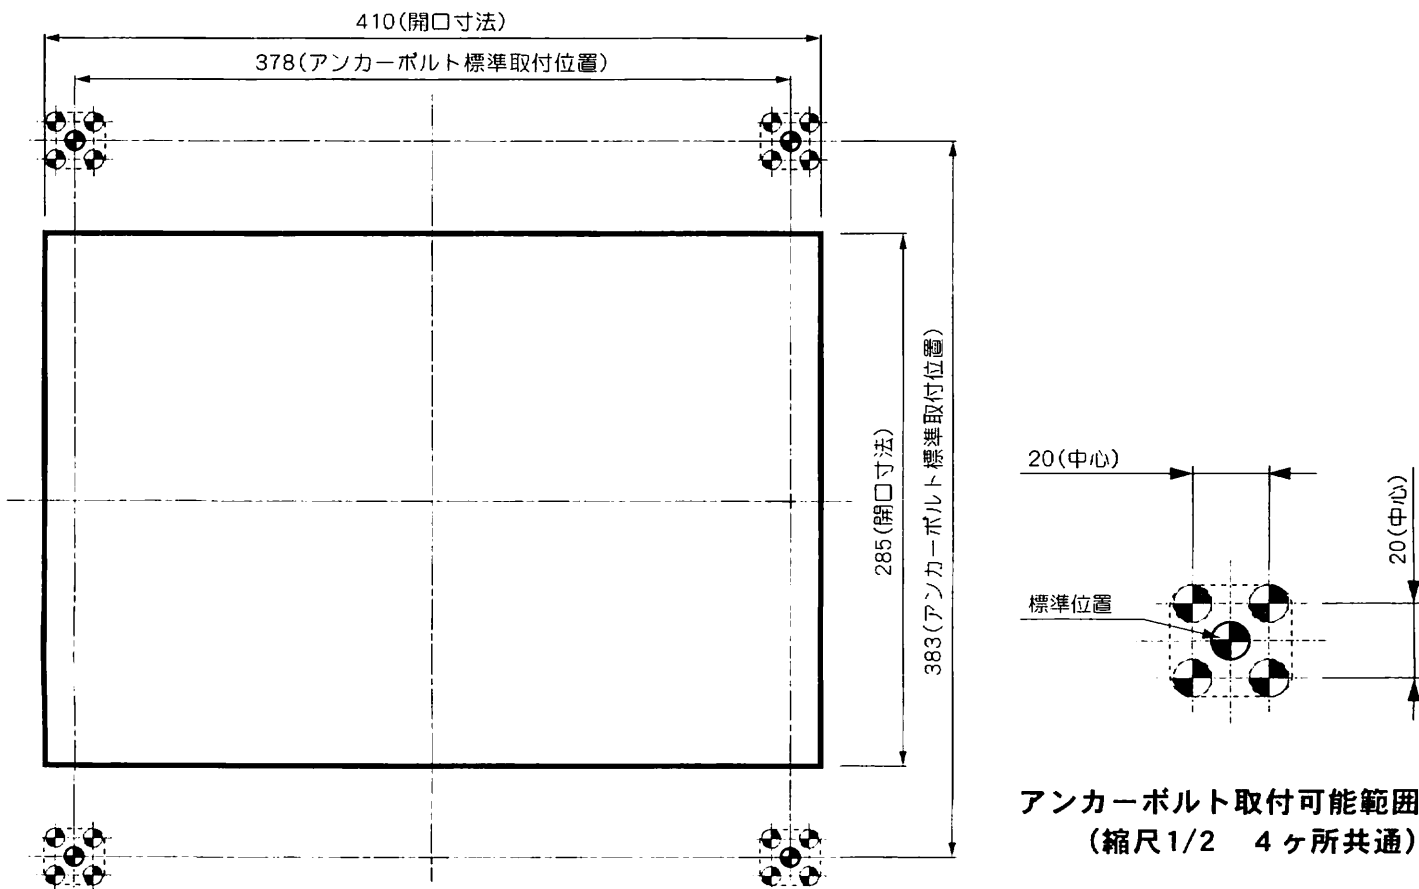 410(開口寸法)
378(アンカーボルト標準取付位置)
285(開口寸法)
383(アンカーボルト標準取付位置)
20(中心)
20(中心)
標準位置
アンカーボルト取付可能範囲
(縮尺1/2 4ヶ所共通)